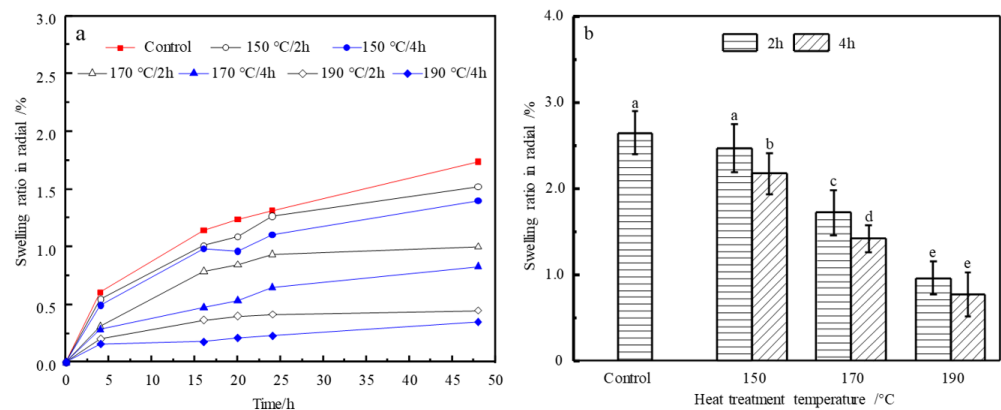 a
Control
150 °C/2h
150 °C/4h
170 °C/2h
170 °C/4h
190 °C/2h
190 °C/4h
Swelling ratio in radial /%
3.0
2.5
2.0
1.5
1.0
0.5
0.0
0 5 10 15 20 25 30 35 40 45 50
Time/h
b
2h
4h
Swelling ratio in radial /%
4.0
3.0
2.0
1.0
0
a
a
b
c
d
e
e
Control 150 170 190
Heat treatment temperature /°C